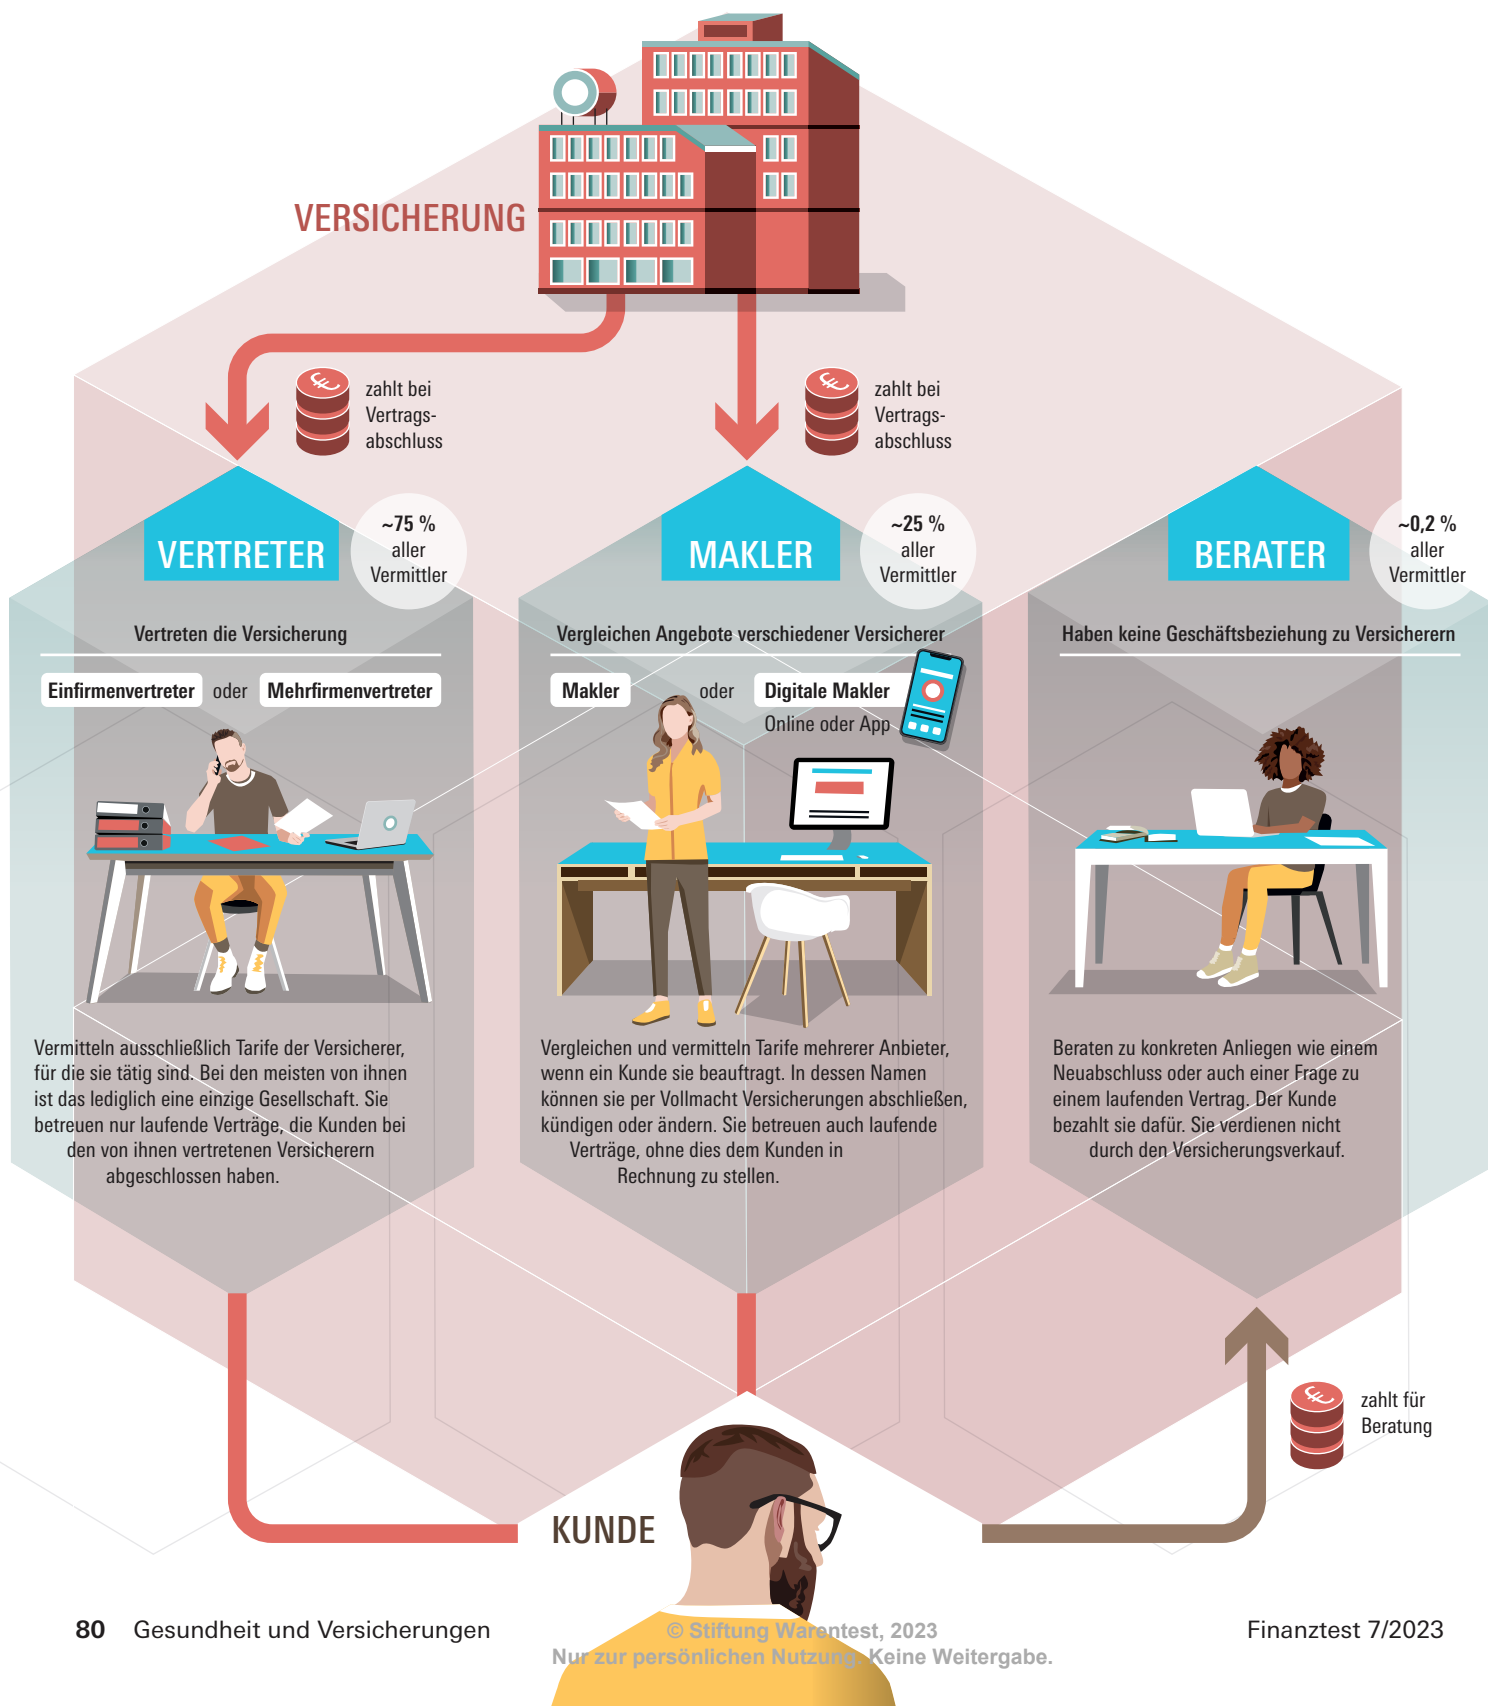 VERSICHERUNG
zahlt bei
Vertrags-
abschluss
zahlt bei
Vertrags-
abschluss
VERTRETER
~75 %
aller
Vermittler
Vertreten die Versicherung
Einfirmenvertreter oder Mehrfirmenvertreter
Vermitteln ausschließlich Tarife der Versicherer,
für die sie tätig sind. Bei den meisten von ihnen
ist das lediglich eine einzige Gesellschaft. Sie
betreuen nur laufende Verträge, die Kunden bei
den von ihnen vertretenen Versicherern
abgeschlossen haben.
MAKLER
~25 %
aller
Vermittler
Vergleichen Angebote verschiedener Versicherer
Makler oder Digitale Makler
Online oder App
Vergleichen und vermitteln Tarife mehrerer Anbieter,
wenn ein Kunde sie beauftragt. In dessen Namen
können sie per Vollmacht Versicherungen abschließen,
kündigen oder ändern. Sie betreuen auch laufende
Verträge, ohne dies dem Kunden in
Rechnung zu stellen.
BERATER
~0,2 %
aller
Vermittler
Haben keine Geschäftsbeziehung zu Versicherern
Beraten zu konkreten Anliegen wie einem
Neuabschluss oder auch einer Frage zu
einem laufenden Vertrag. Der Kunde
bezahlt sie dafür. Sie verdienen nicht
durch den Versicherungsverkauf.
zahlt für
Beratung
KUNDE
80 Gesundheit und Versicherungen
© Stiftung Warentest, 2023
Nur zur persönlichen Nutzung. Keine Weitergabe.
Finanztest 7/2023